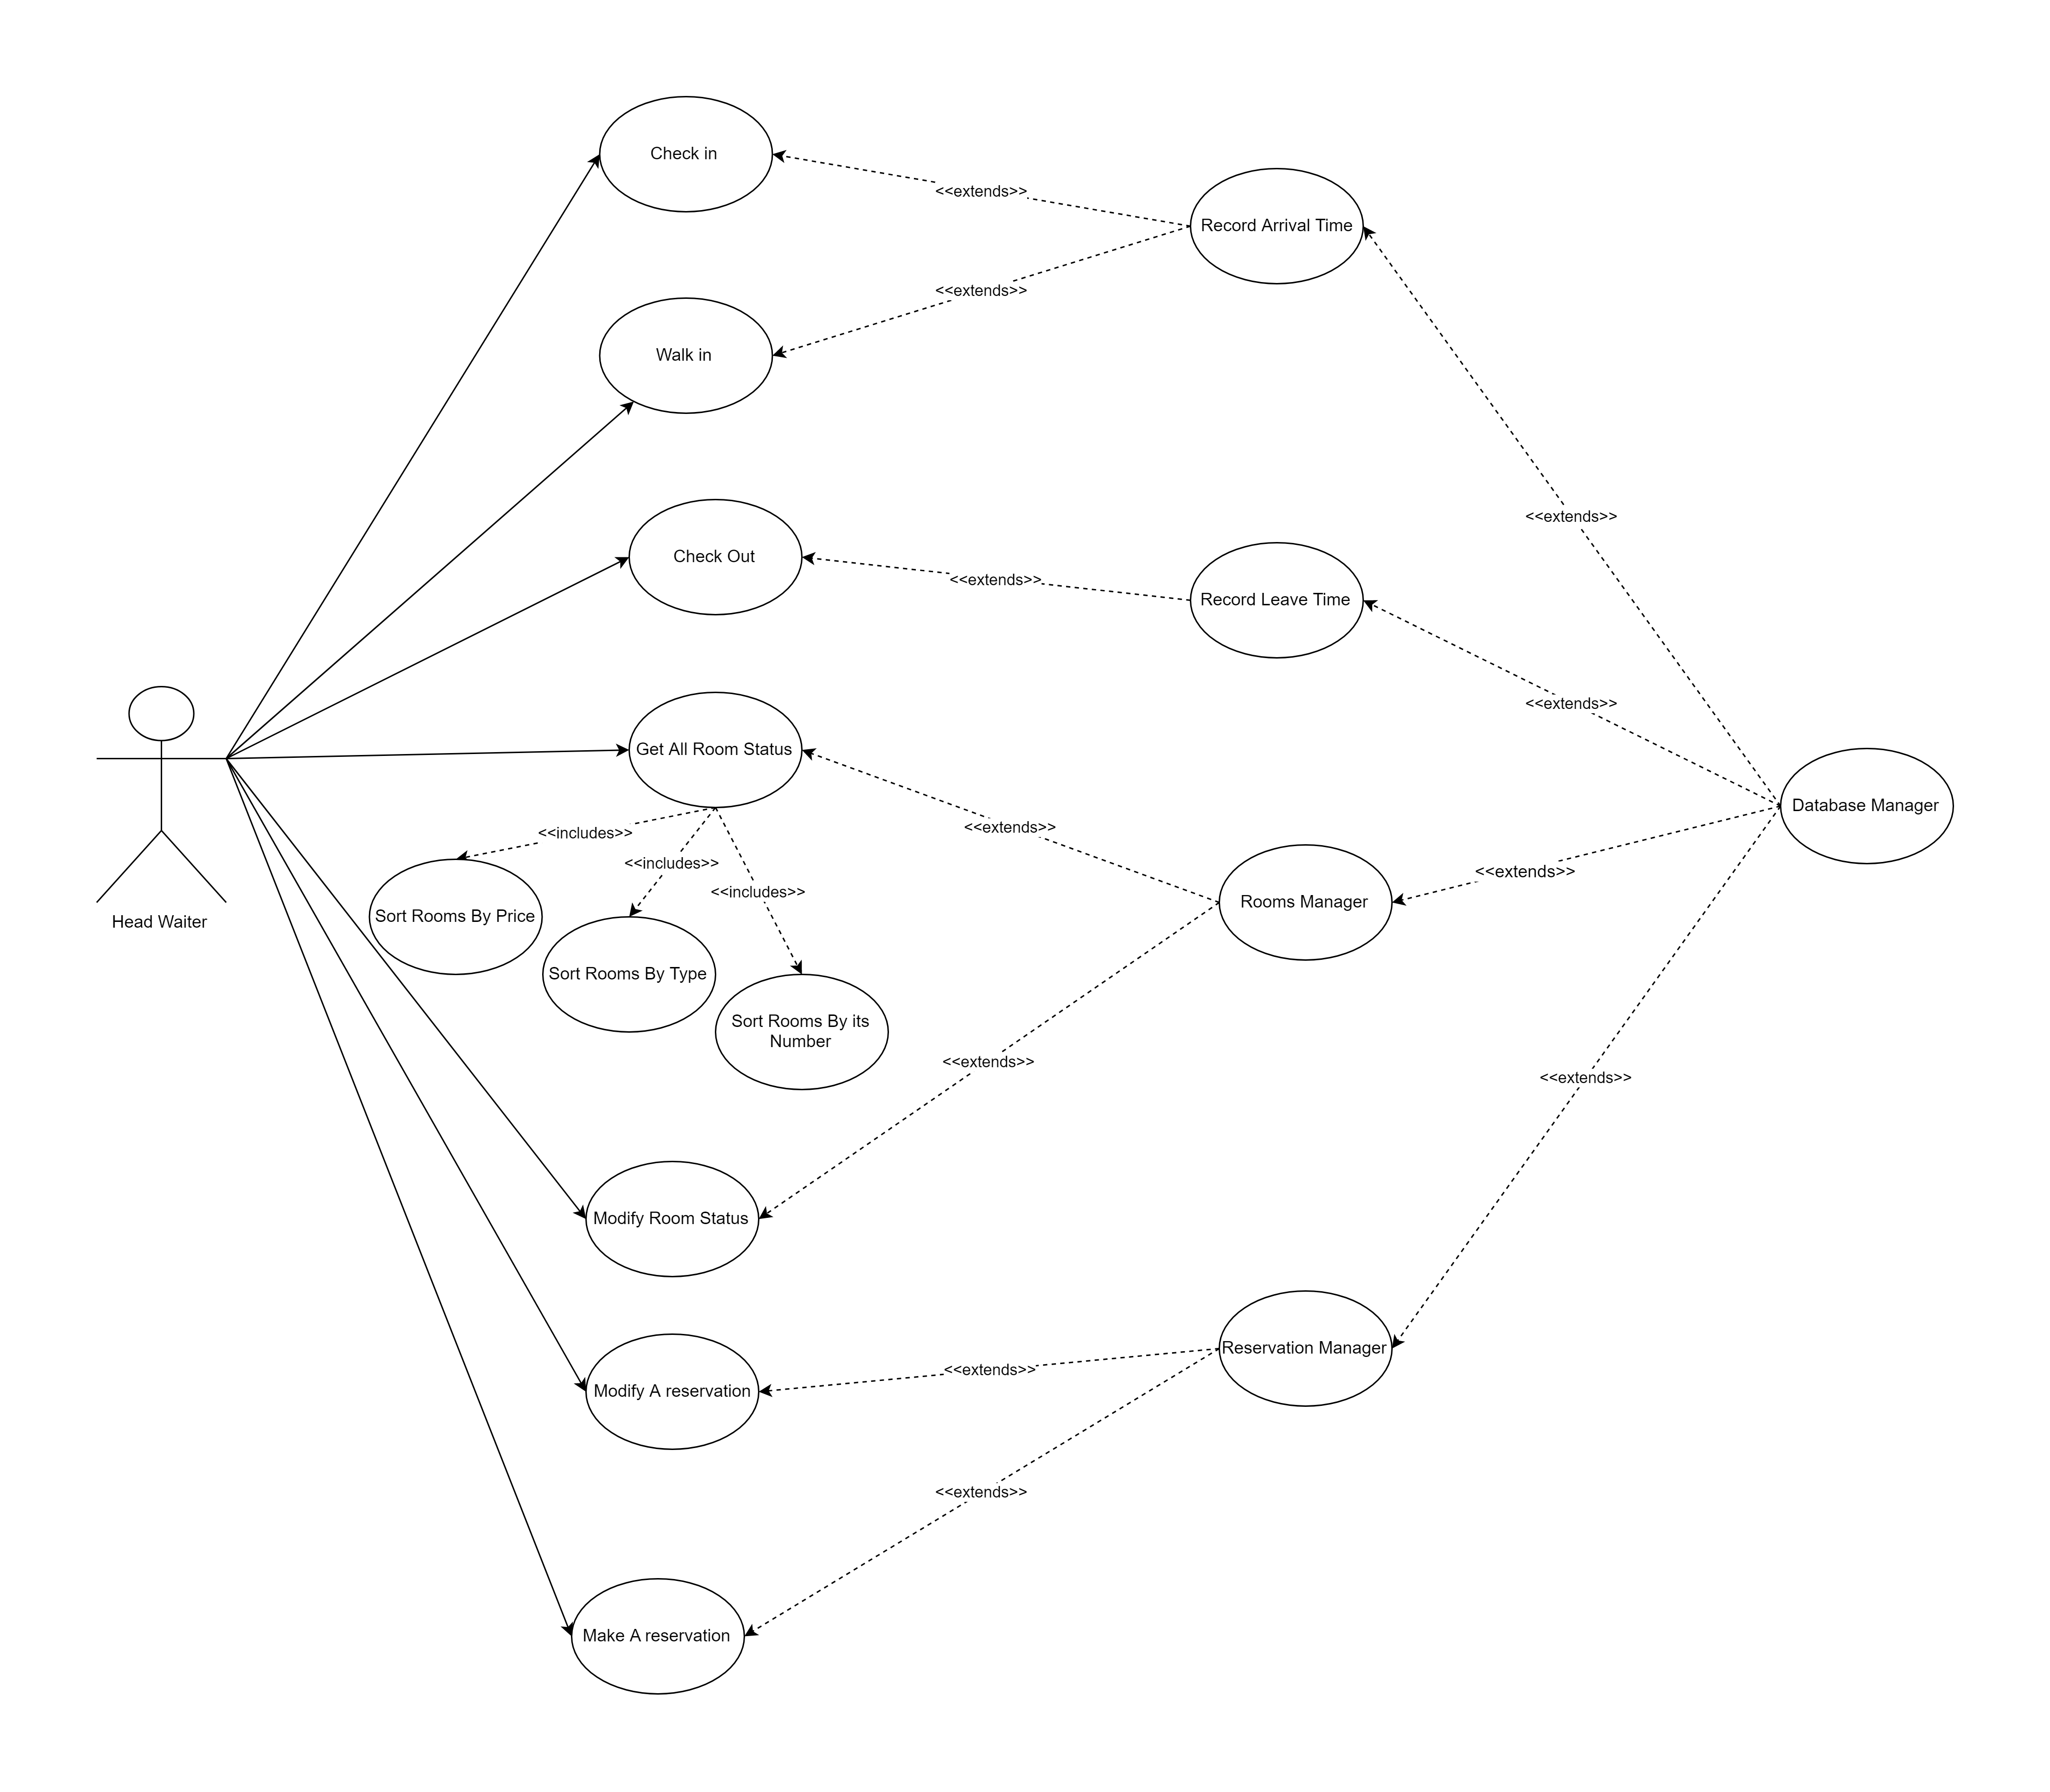 Check in
<<extends>>
Record Arrival Time
<<extends>>
Walk in
<<extends>>
Check Out
<<extends>>
Record Leave Time
<<extends>>
Get All Room Status
Database Manager
<<extends>>
<<includes>>
<<includes>>
<<extends>>
<<includes>>
Rooms Manager
Head Waiter
Sort Rooms By Price
Sort Rooms By Type
Sort Rooms By its
Number
<<extends>>
<<extends>>
Modify Room Status
Reservation Manager
<<extends>>
Modify A reservation
<<extends>>
Make A reservation